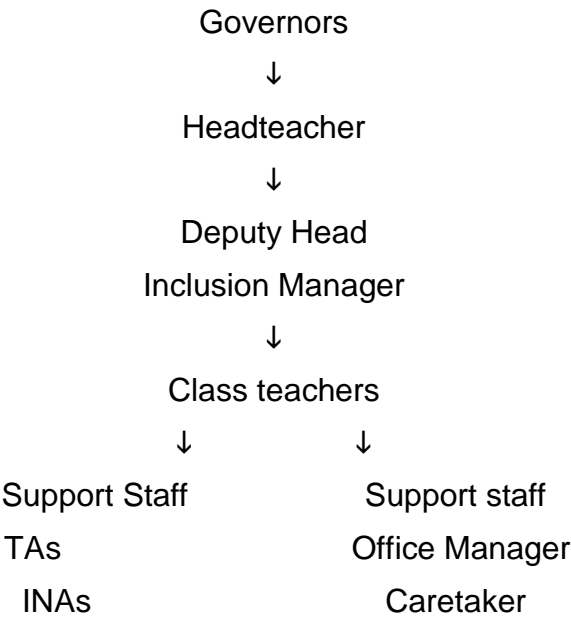 Governors
↓
Headteacher
↓
Deputy Head
Inclusion Manager
↓
Class teachers
↓ ↓
Support Staff Support staff
TAs Office Manager
INAs Caretaker